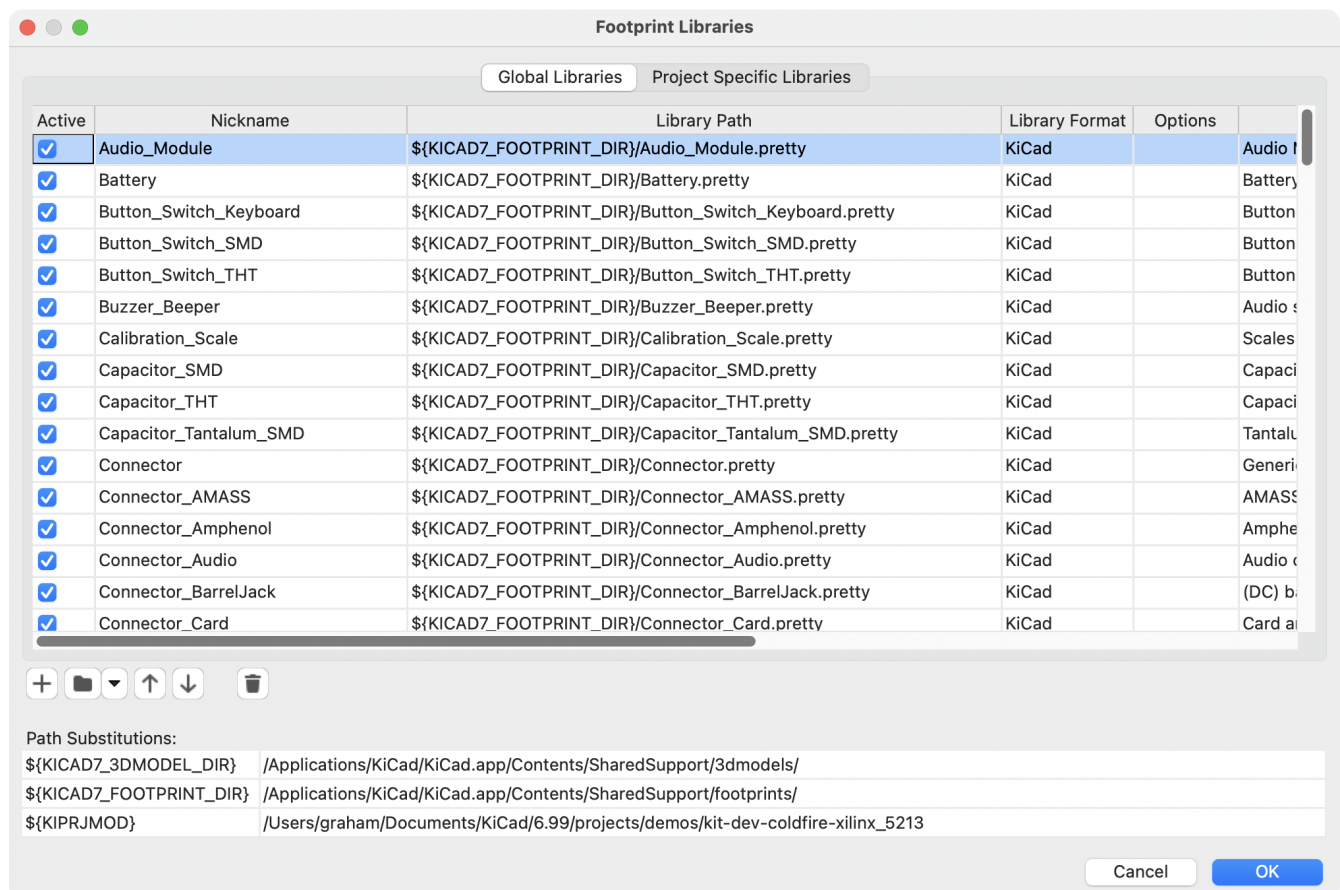 Footprint Libraries
Global Libraries Project Specific Libraries
Active Nickname Library Path Library Format Options
Audio_Module ${KICAD7_FOOTPRINT_DIR}/Audio_Module.pretty KiCad Audio
Battery ${KICAD7_FOOTPRINT_DIR}/Battery.pretty KiCad Battery
Button_Switch_Keyboard ${KICAD7_FOOTPRINT_DIR}/Button_Switch_Keyboard.pretty KiCad Button
Button_Switch_SMD ${KICAD7_FOOTPRINT_DIR}/Button_Switch_SMD.pretty KiCad Button
Button_Switch_THT ${KICAD7_FOOTPRINT_DIR}/Button_Switch_THT.pretty KiCad Button
Buzzer_Beeper ${KICAD7_FOOTPRINT_DIR}/Buzzer_Beeper.pretty KiCad Audio s
Calibration_Scale ${KICAD7_FOOTPRINT_DIR}/Calibration_Scale.pretty KiCad Scales
Capacitor_SMD ${KICAD7_FOOTPRINT_DIR}/Capacitor_SMD.pretty KiCad Capaci
Capacitor_THT ${KICAD7_FOOTPRINT_DIR}/Capacitor_THT.pretty KiCad Capaci
Capacitor_Tantalum_SMD ${KICAD7_FOOTPRINT_DIR}/Capacitor_Tantalum_SMD.pretty KiCad Tantalu
Connector ${KICAD7_FOOTPRINT_DIR}/Connector.pretty KiCad Generi
Connector_AMASS ${KICAD7_FOOTPRINT_DIR}/Connector_AMASS.pretty KiCad AMASS
Connector_Amphenol ${KICAD7_FOOTPRINT_DIR}/Connector_Amphenol.pretty KiCad Amphe
Connector_Audio ${KICAD7_FOOTPRINT_DIR}/Connector_Audio.pretty KiCad Audio
Connector_BarrelJack ${KICAD7_FOOTPRINT_DIR}/Connector_BarrelJack.pretty KiCad (DC) b
Connector_Card ${KICAD7_FOOTPRINT_DIR}/Connector_Card.pretty KiCad Card a
Path Substitutions:
${KICAD7_3DMODEL_DIR} /Applications/KiCad/KiCad.app/Contents/SharedSupport/3dmodels/
${KICAD7_FOOTPRINT_DIR} /Applications/KiCad/KiCad.app/Contents/SharedSupport/footprints/
${KIPRJMOD} /Users/graham/Documents/KiCad/6.99/projects/demos/kit-dev-coldfire-xilinx_5213
Cancel OK